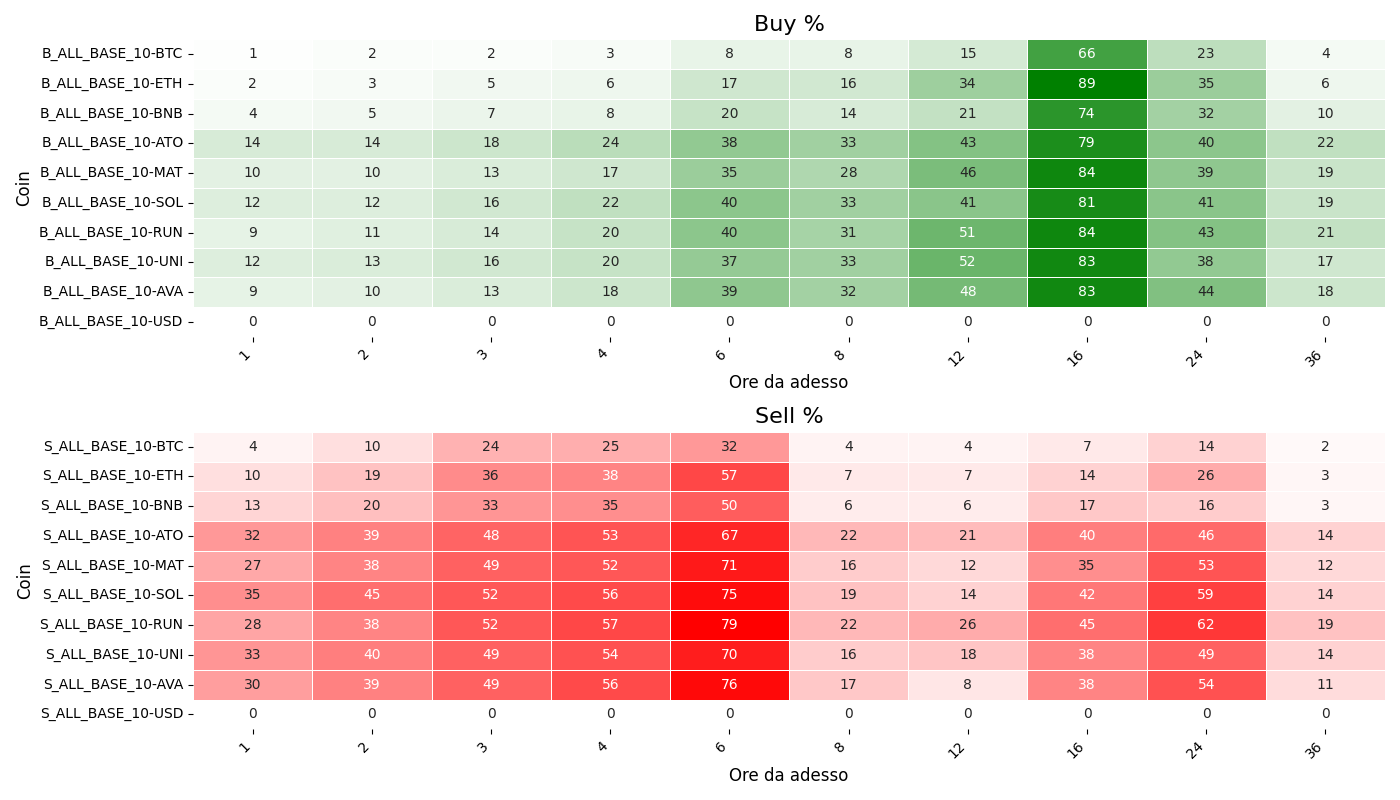 Buy %
Coin
B_ALL_BASE_10-BTC 1 2 2 3 8 8 15 66 23 4
B_ALL_BASE_10-ETH 2 3 5 6 17 16 34 89 35 6
B_ALL_BASE_10-BNB 4 5 7 8 20 14 21 74 32 10
B_ALL_BASE_10-ATO 14 14 18 24 38 33 43 79 40 22
B_ALL_BASE_10-MAT 10 10 13 17 35 28 46 84 39 19
B_ALL_BASE_10-SOL 12 12 16 22 40 33 41 81 41 19
B_ALL_BASE_10-RUN 9 11 14 20 40 31 51 84 43 21
B_ALL_BASE_10-UNI 12 13 16 20 37 33 52 83 38 17
B_ALL_BASE_10-AVA 9 10 13 18 39 32 48 83 44 18
B_ALL_BASE_10-USD 0 0 0 0 0 0 0 0 0 0
1 2 3 4 6 8 12 16 24 36
Ore da adesso
Sell %
Coin
S_ALL_BASE_10-BTC 4 10 24 25 32 4 4 7 14 2
S_ALL_BASE_10-ETH 10 19 36 38 57 7 7 14 26 3
S_ALL_BASE_10-BNB 13 20 33 35 50 6 6 17 16 3
S_ALL_BASE_10-ATO 32 39 48 53 67 22 21 40 46 14
S_ALL_BASE_10-MAT 27 38 49 52 71 16 12 35 53 12
S_ALL_BASE_10-SOL 35 45 52 56 75 19 14 42 59 14
S_ALL_BASE_10-RUN 28 38 52 57 79 22 26 45 62 19
S_ALL_BASE_10-UNI 33 40 49 54 70 16 18 38 49 14
S_ALL_BASE_10-AVA 30 39 49 56 76 17 8 38 54 11
S_ALL_BASE_10-USD 0 0 0 0 0 0 0 0 0 0
1 2 3 4 6 8 12 16 24 36
Ore da adesso